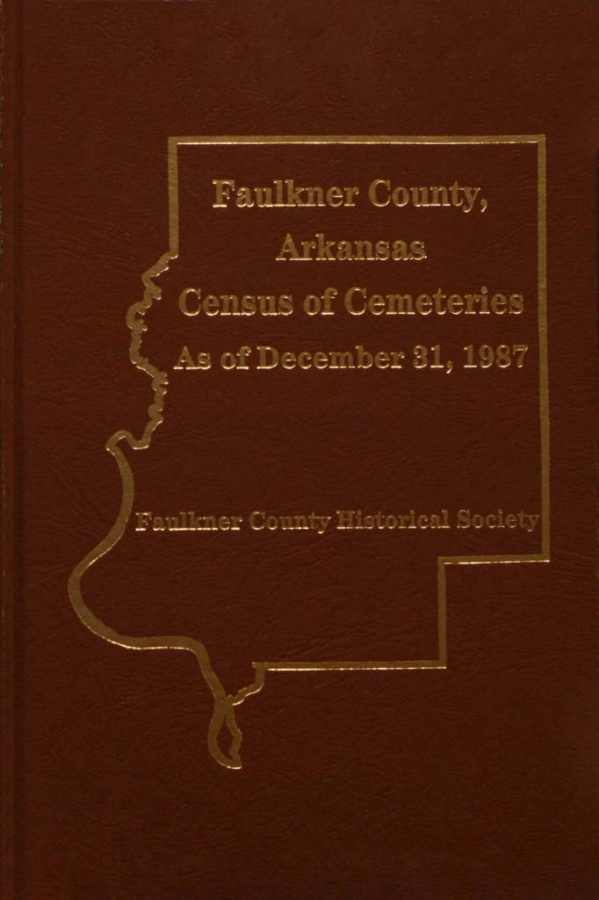 Faulkner County,
Arkansas
Census of Cemeteries
As of December 31, 1987
Faulkner County Historical Society